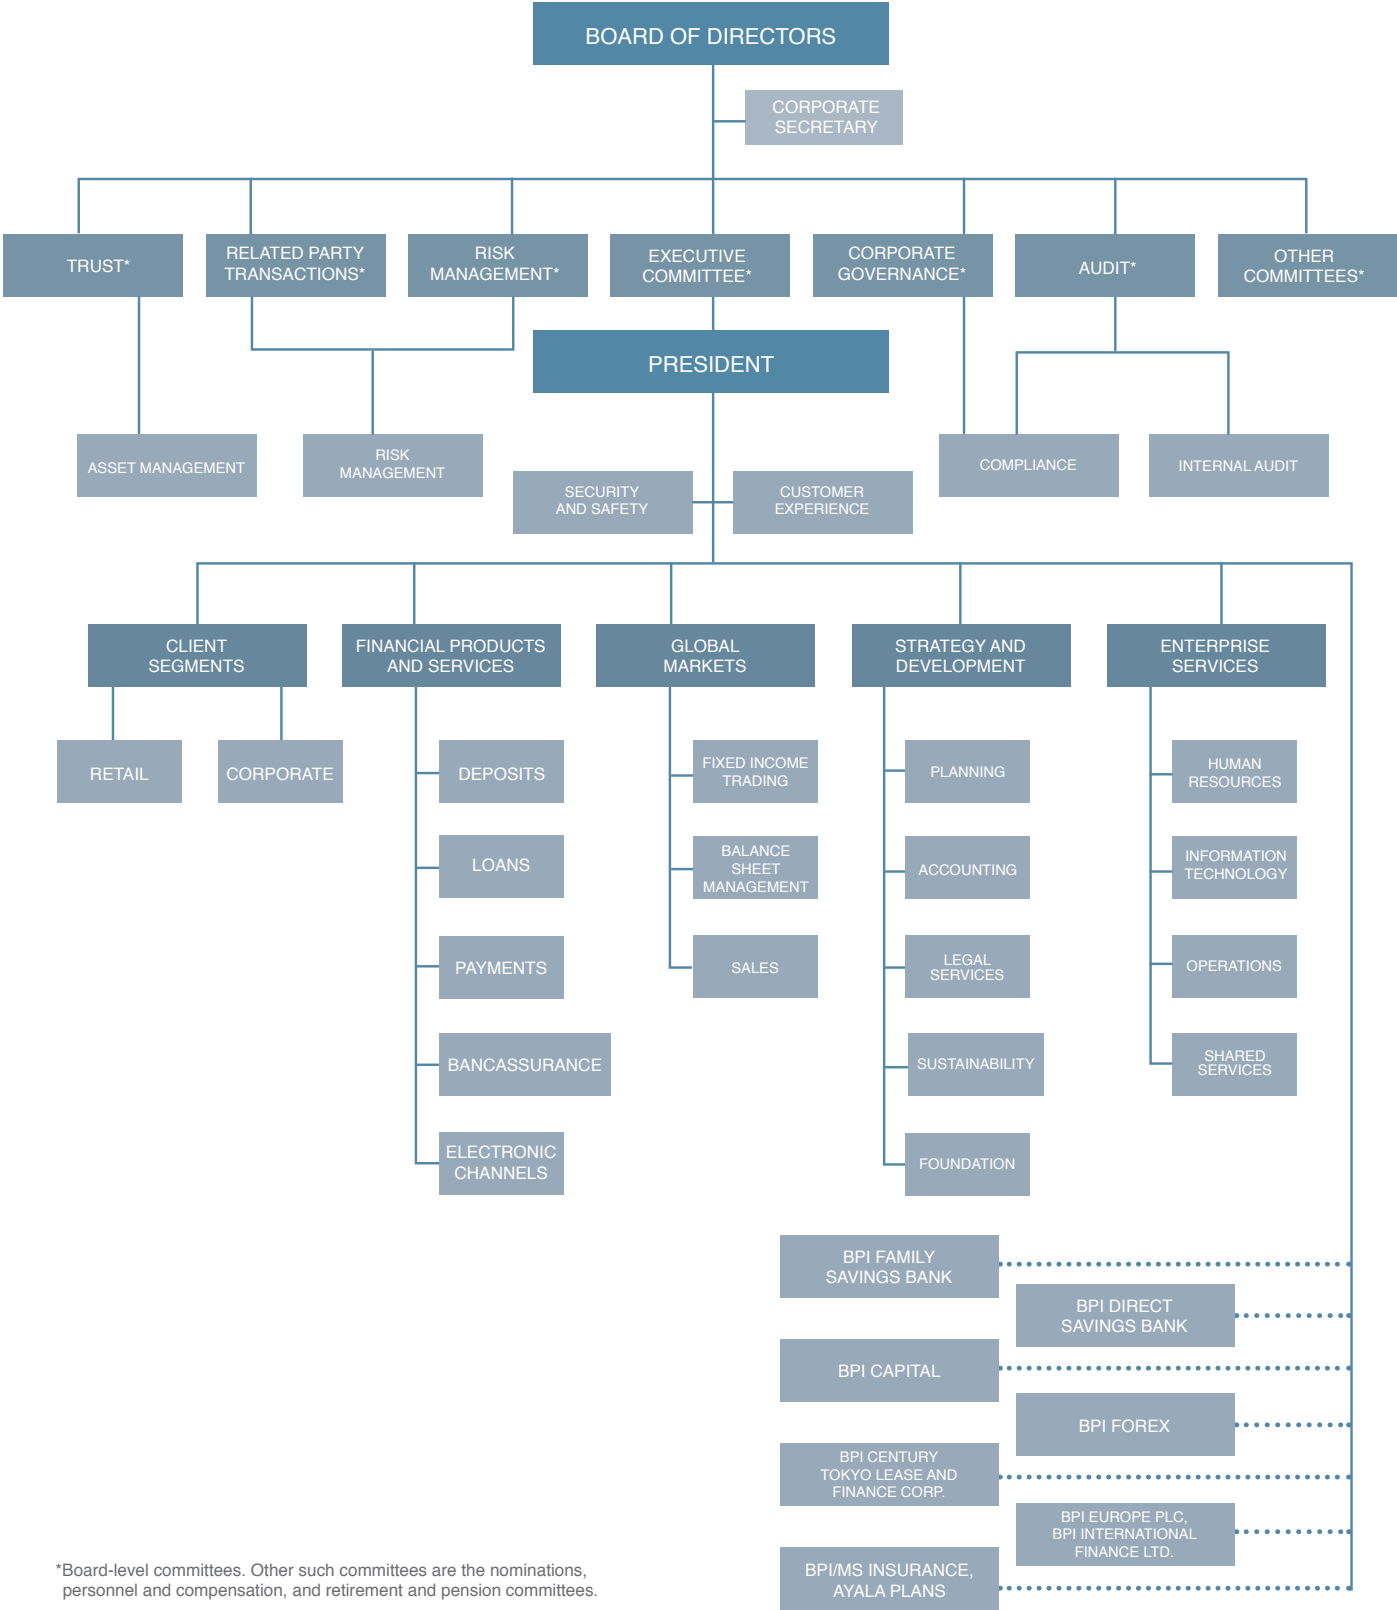 BOARD OF DIRECTORS
CORPORATE
SECRETARY
TRUST*
RELATED PARTY
TRANSACTIONS*
RISK
MANAGEMENT*
EXECUTIVE
COMMITTEE*
CORPORATE
GOVERNANCE*
AUDIT*
OTHER
COMMITTEES*
PRESIDENT
ASSET MANAGEMENT
RISK
MANAGEMENT
COMPLIANCE
INTERNAL AUDIT
SECURITY
AND SAFETY
CUSTOMER
EXPERIENCE
CLIENT
SEGMENTS
FINANCIAL PRODUCTS
AND SERVICES
GLOBAL
MARKETS
STRATEGY AND
DEVELOPMENT
ENTERPRISE
SERVICES
RETAIL
CORPORATE
DEPOSITS
LOANS
PAYMENTS
BANCASSURANCE
ELECTRONIC
CHANNELS
FIXED INCOME
TRADING
BALANCE
SHEET
MANAGEMENT
SALES
PLANNING
ACCOUNTING
LEGAL
SERVICES
SUSTAINABILITY
FOUNDATION
HUMAN
RESOURCES
INFORMATION
TECHNOLOGY
OPERATIONS
SHARED
SERVICES
BPI FAMILY
SAVINGS BANK
BPI DIRECT
SAVINGS BANK
BPI CAPITAL
BPI FOREX
BPI CENTURY
TOKYO LEASE AND
FINANCE CORP.
BPI EUROPE PLC,
BPI INTERNATIONAL
FINANCE LTD.
BPI/MS INSURANCE,
AYALA PLANS
*Board-level committees. Other such committees are the nominations,
personnel and compensation, and retirement and pension committees.